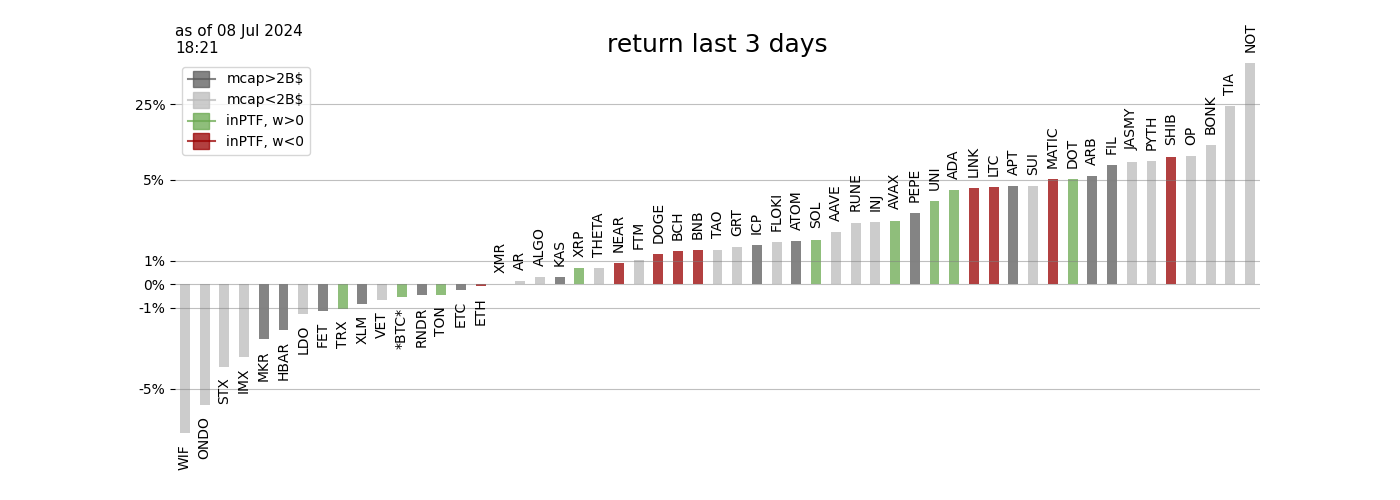 as of 08 Jul 2024
18:21
return last 3 days
mcap>2B$
mcap<2B$
inPTF, w>0
inPTF, w<0
25%
5%
1%
0%
-1%
-5%
WIF
ONDO
STX
IMX
MKR
HBAR
LDO
FET
TRX
XLM
VET
*BTC*
RNDR
TON
ETC
ETH
XMR
AR
ALGO
KAS
XRP
THETA
NEAR
FTM
DOGE
BCH
BNB
TAO
GRT
ICP
FLOKI
ATOM
SOL
AAVE
RUNE
INJ
AVAX
PEPE
UNI
ADA
LINK
LTC
APT
SUI
MATIC
DOT
ARB
FIL
JASMY
PYTH
SHIB
OP
BONK
TIA
NOT